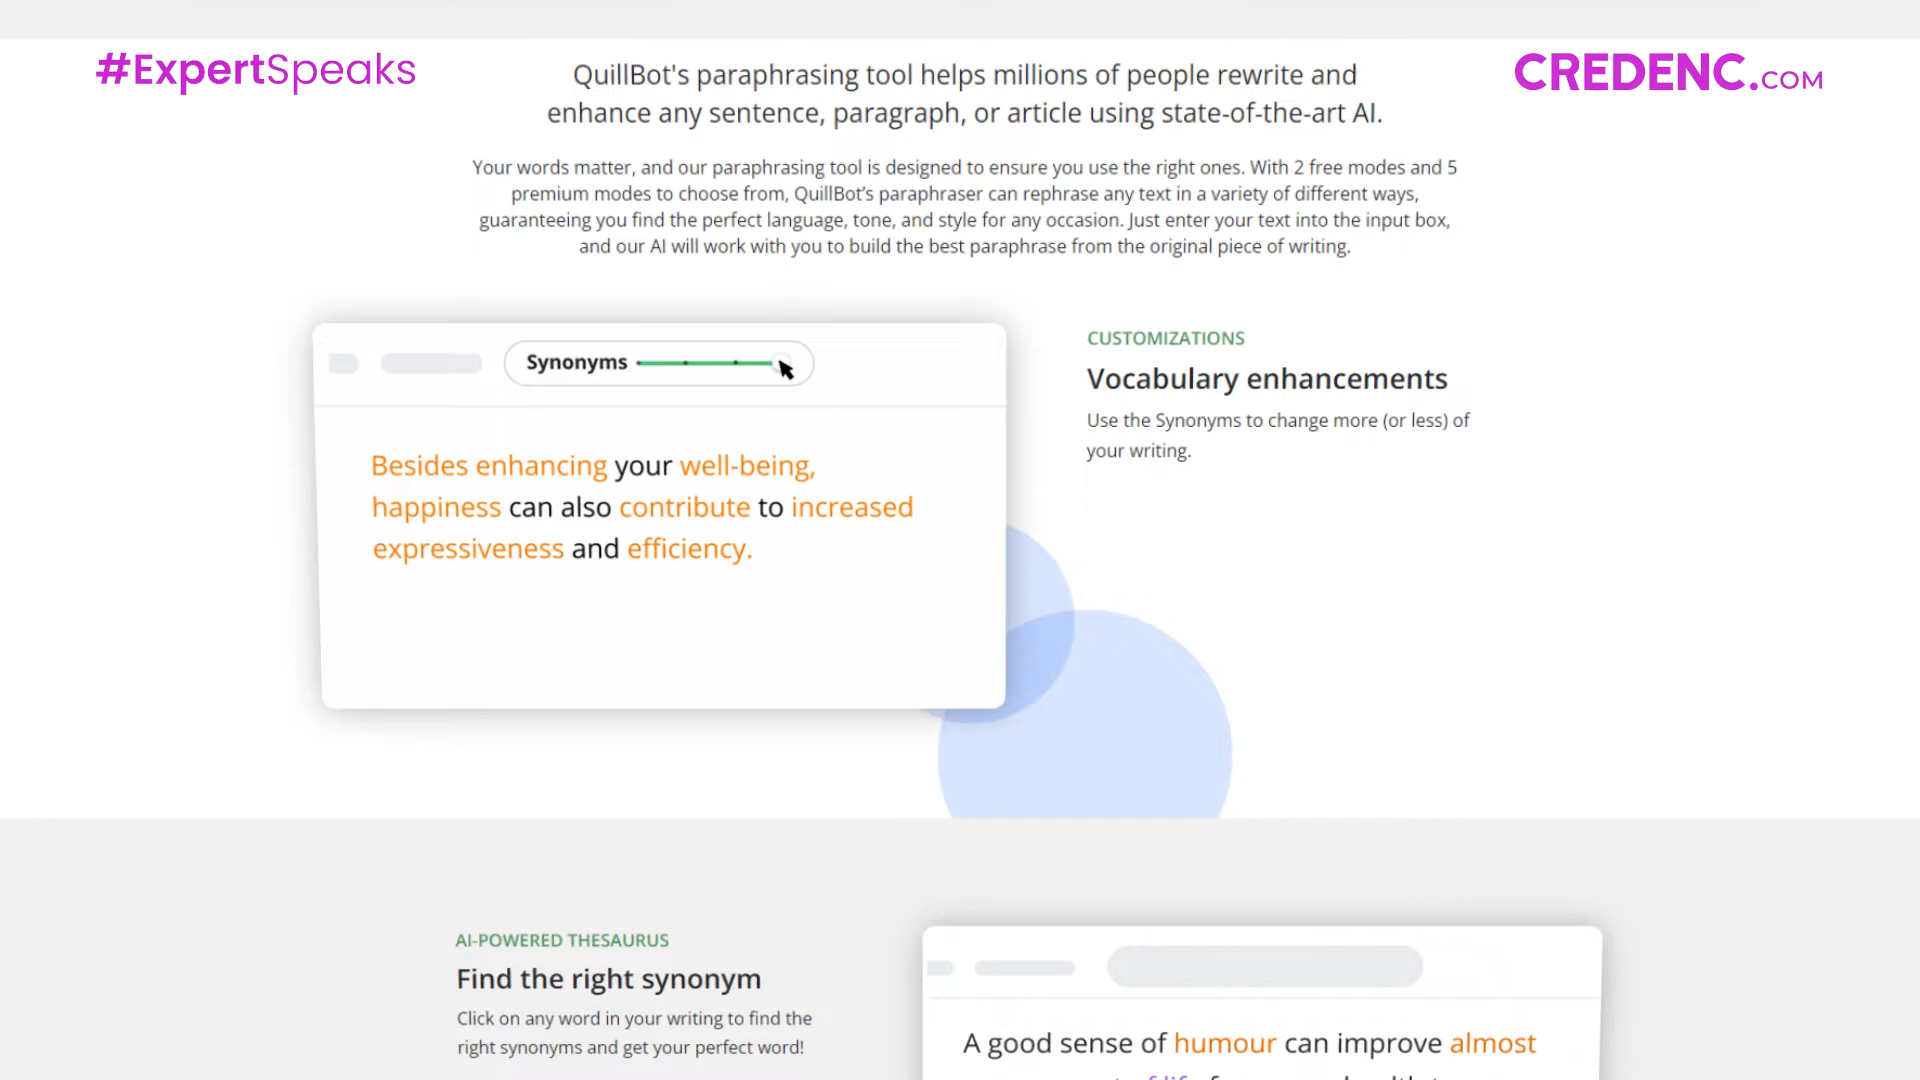 #ExpertSpeaks
CREDENC.COM
QuillBot's paraphrasing tool helps millions of people rewrite and
enhance any sentence, paragraph, or article using state-of-the-art AI.
Your words matter, and our paraphrasing tool is designed to ensure you use the right ones. With 2 free modes and 5
premium modes to choose from, QuillBot's paraphraser can rephrase any text in a variety of different ways,
guaranteeing you find the perfect language, tone, and style for any occasion. Just enter your text into the input box,
and our AI will work with you to build the best paraphrase from the original piece of writing.
Synonyms
Besides enhancing your well-being,
happiness can also contribute to increased
expressiveness and efficiency.
CUSTOMIZATIONS
Vocabulary enhancements
Use the Synonyms to change more (or less) of
your writing.
AI-POWERED THESAURUS
Find the right synonym
Click on any word in your writing to find the
right synonyms and get your perfect word!
A good sense of humour can improve almost